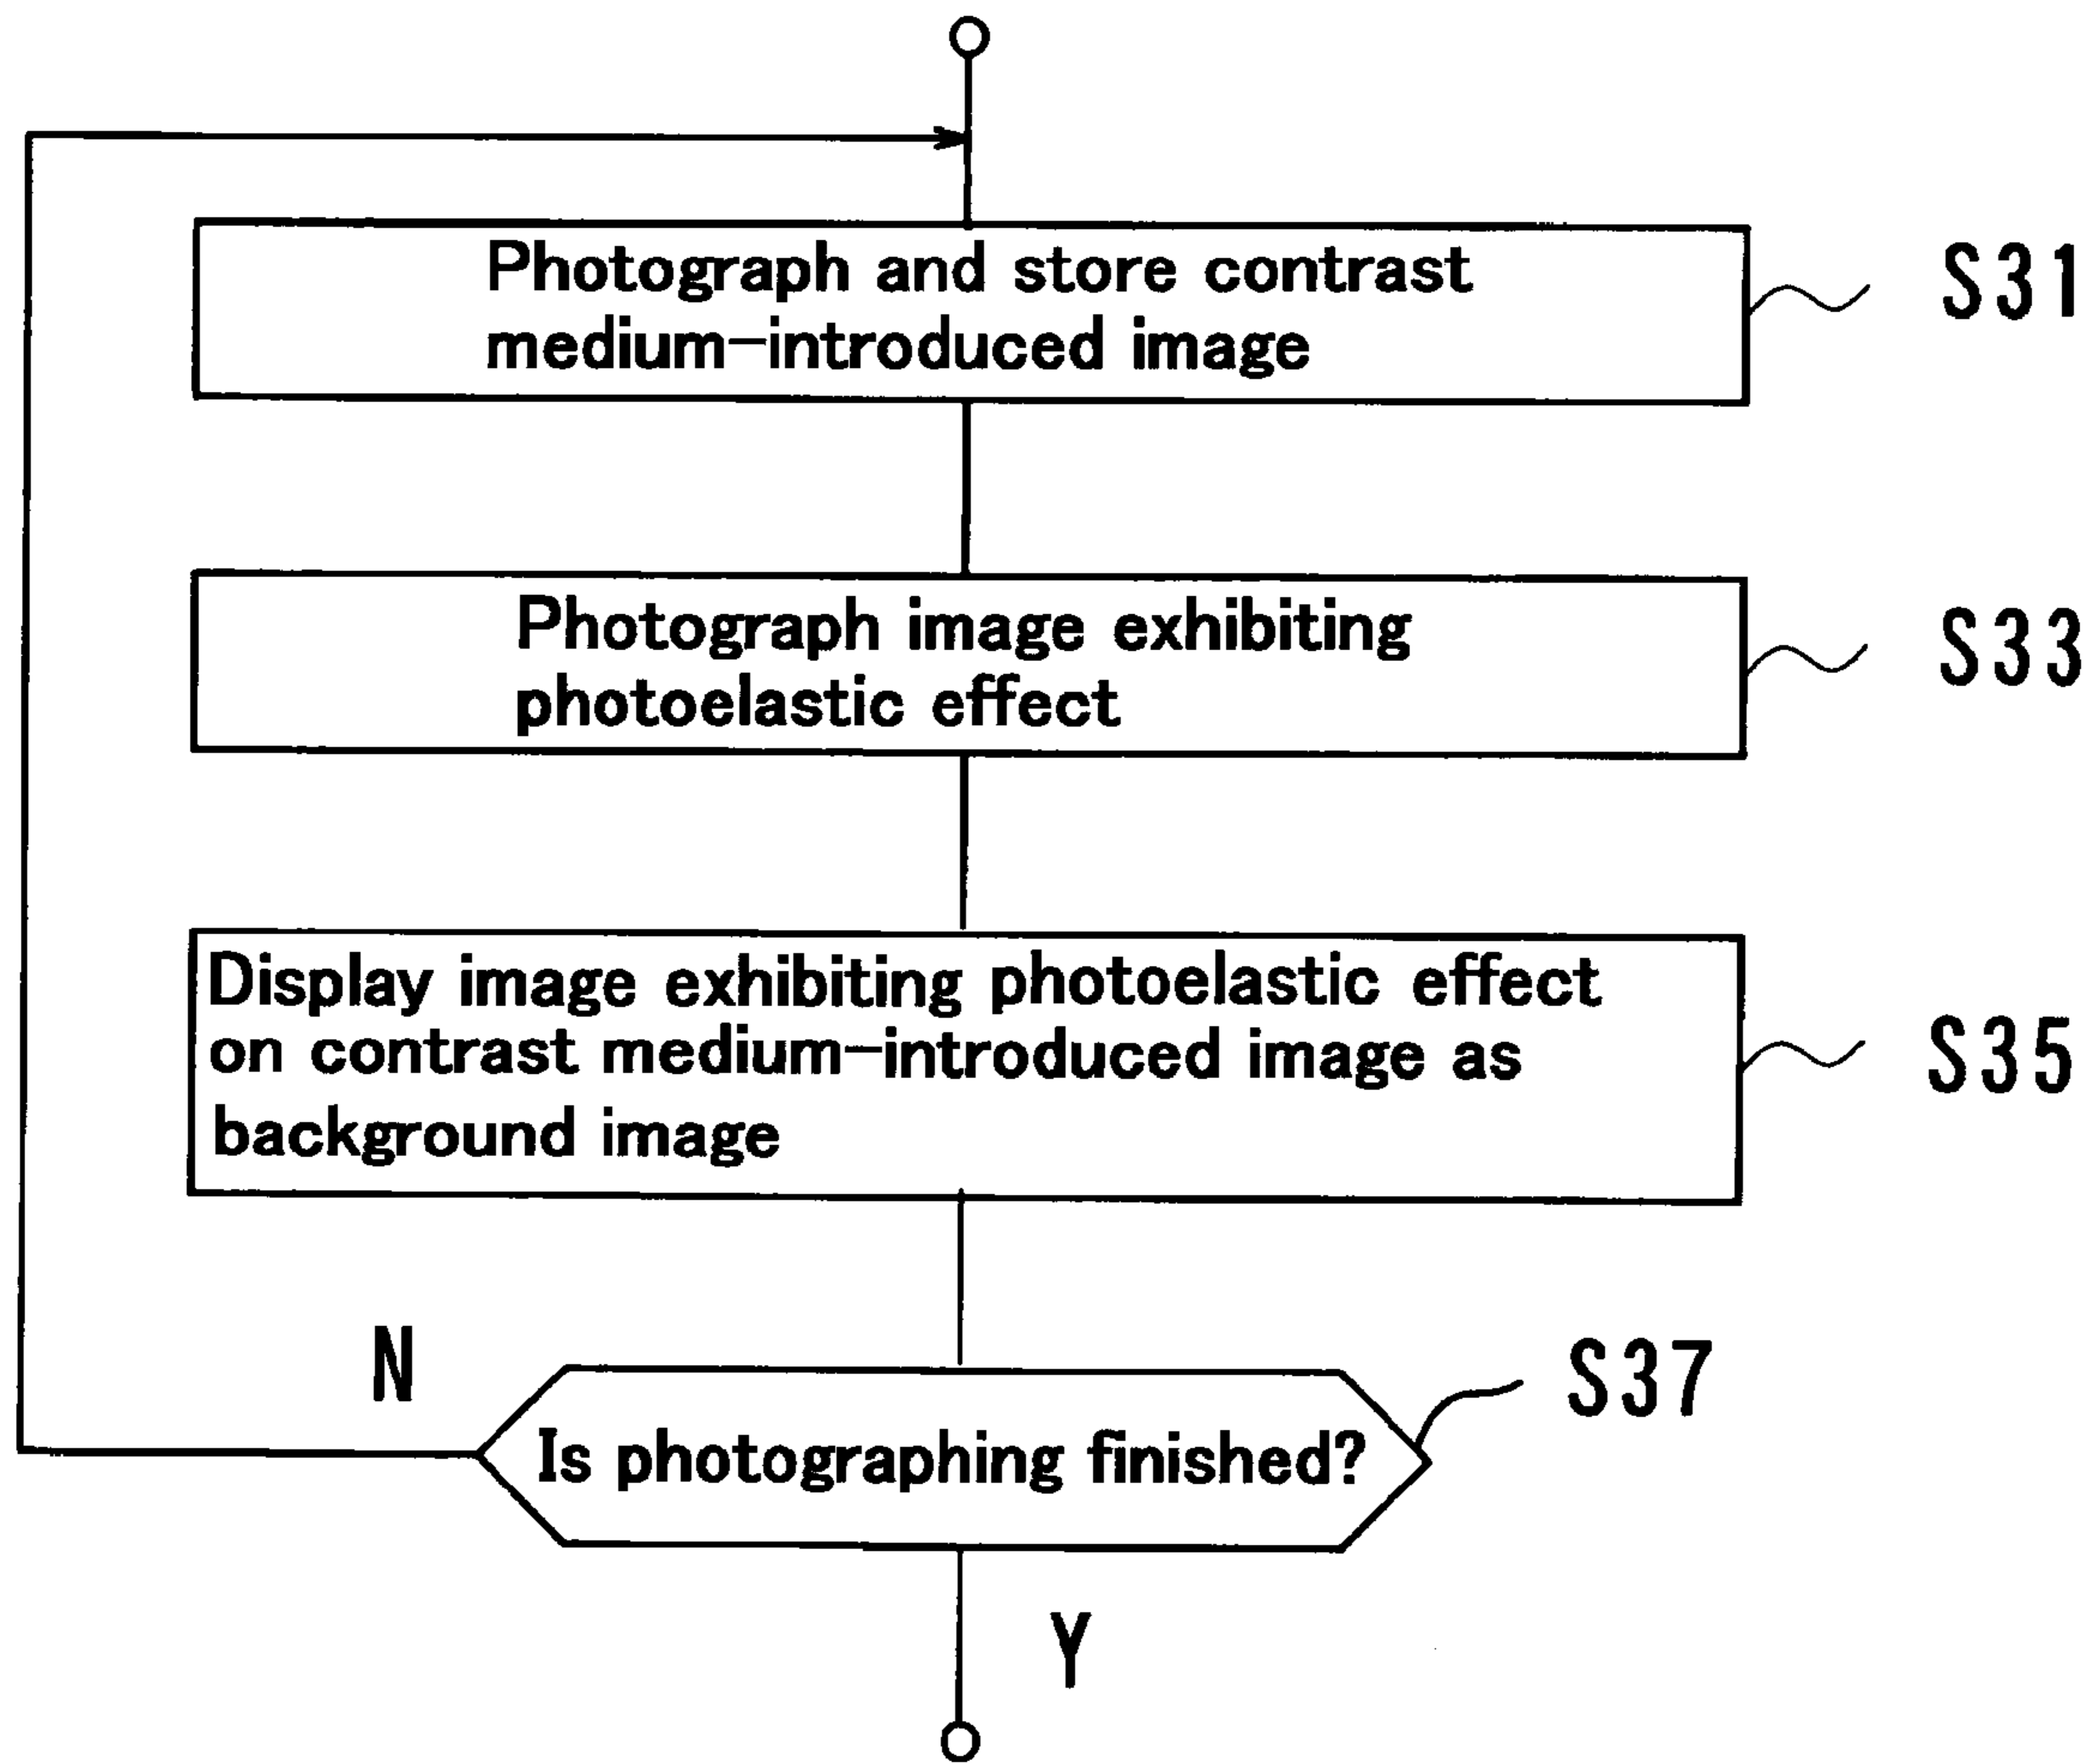 Photograph and store contrast
medium-introduced image
S31
Photograph image exhibiting
photoelastic effect
S33
Display image exhibiting photoelastic effect
on contrast medium-introduced image as
background image
S35
N
S37
Is photographing finished?
Y